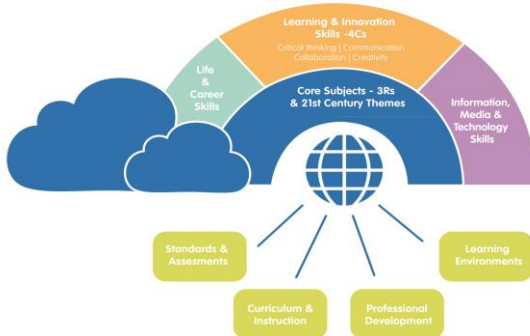 Learning & Innovation
Skills -4Cs
Critical thinking | Communication
Collaboration | Creativity
Life
&
Career
Skills
Core Subjects - 3Rs
& 21st Century Themes
Information,
Media &
Technology
Skills
Standards &
Assesments
Learning
Environments
Curriculum &
Instruction
Professional
Development